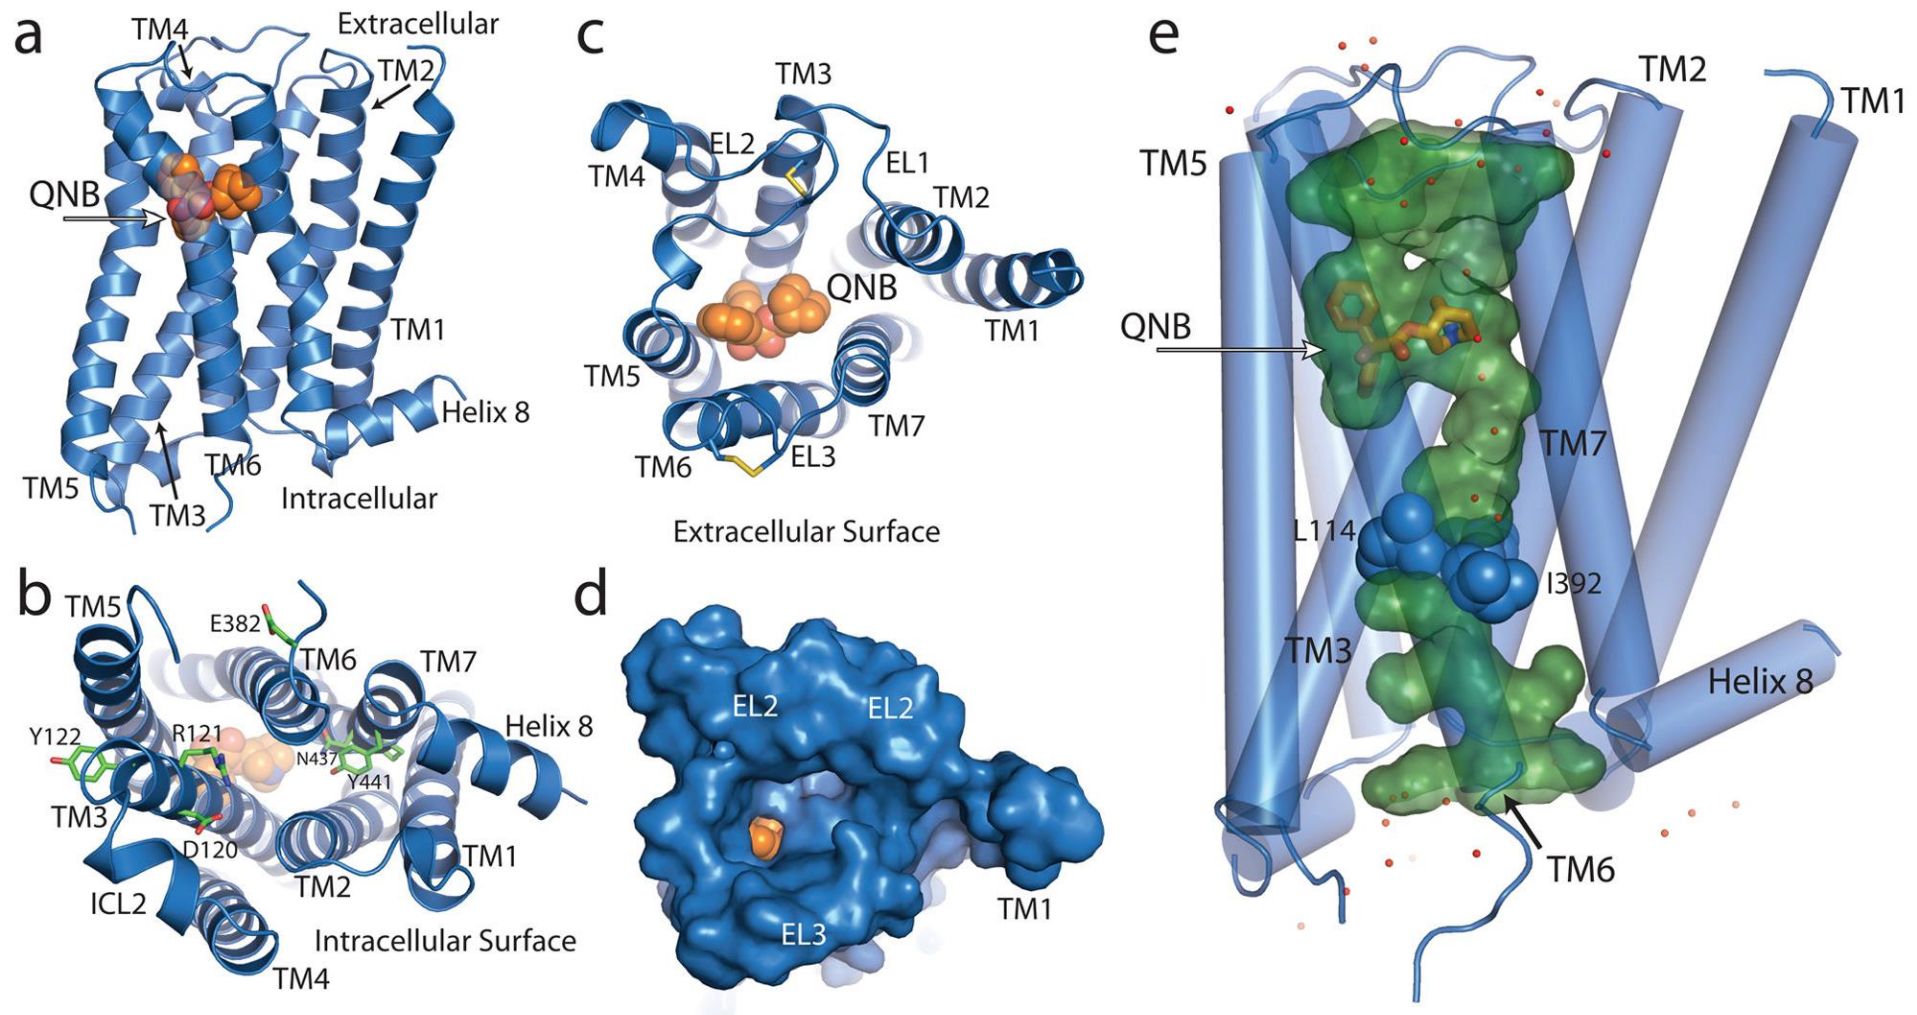 a
TM4
Extracellular
TM2
QNB
TM1
Helix 8
TM6
TM5
TM3
Intracellular
b
TM5
E382
TM6
TM7
Helix 8
Y122
R121
N437
Y441
TM3
D120
TM1
TM2
ICL2
Intracellular Surface
TM4
c
TM3
EL2
EL1
TM4
TM2
QNB
TM1
TM5
TM7
EL3
TM6
Extracellular Surface
d
EL2
EL2
TM1
EL3
e
TM2
TM1
TM5
QNB
TM7
L114
I392
TM3
Helix 8
TM6